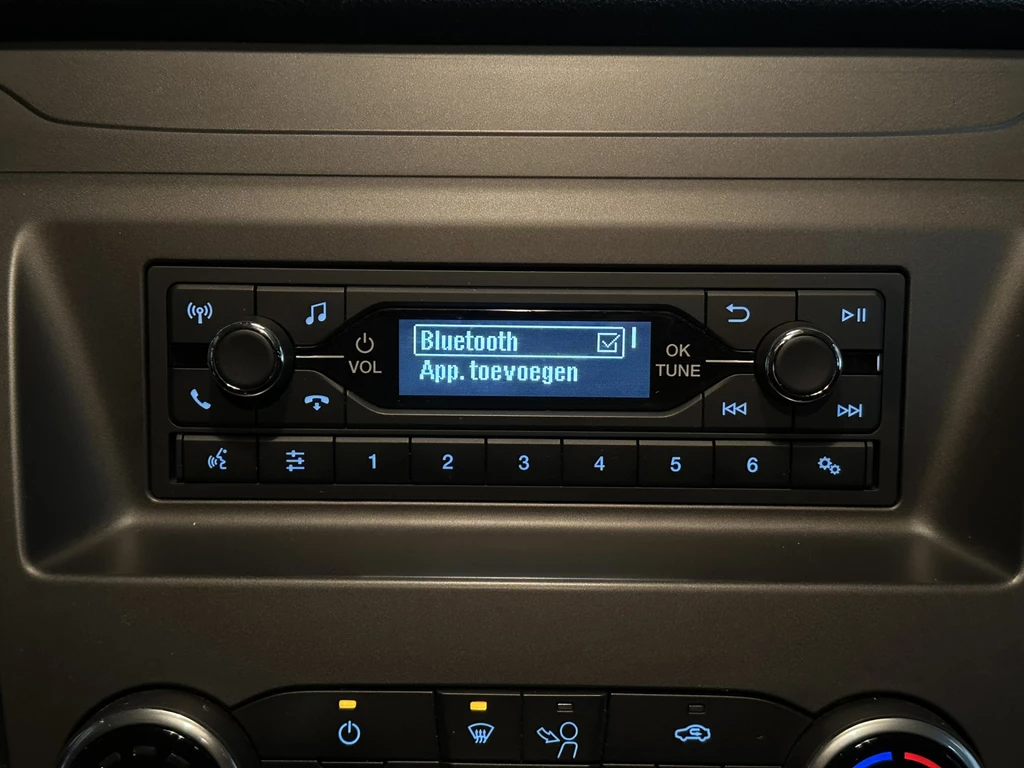 Bluetooth
App. toevoegen
VOL
OK
TUNE
1 2 3 4 5 6